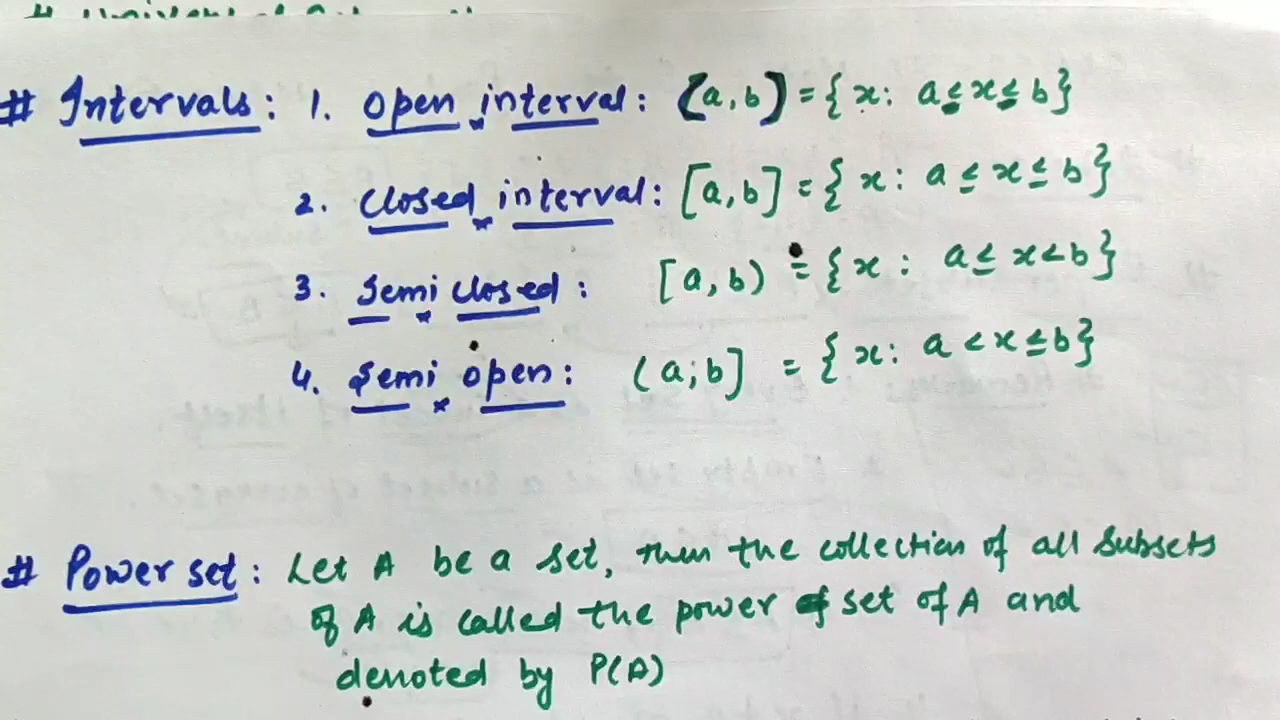 # Intervals: 1. Open interval: (a,b) = {x: a≤x≤b}
2. Closed interval: [a,b] = {x: a≤x≤b}
3. Semi closed: [a,b) = {x: a≤x<b}
4. Semi open: (a;b] = {x: a<x≤b}
# Power set: Let A be a set, then the collection of all subsets
of A is called the power of set of A and
denoted by P(A)